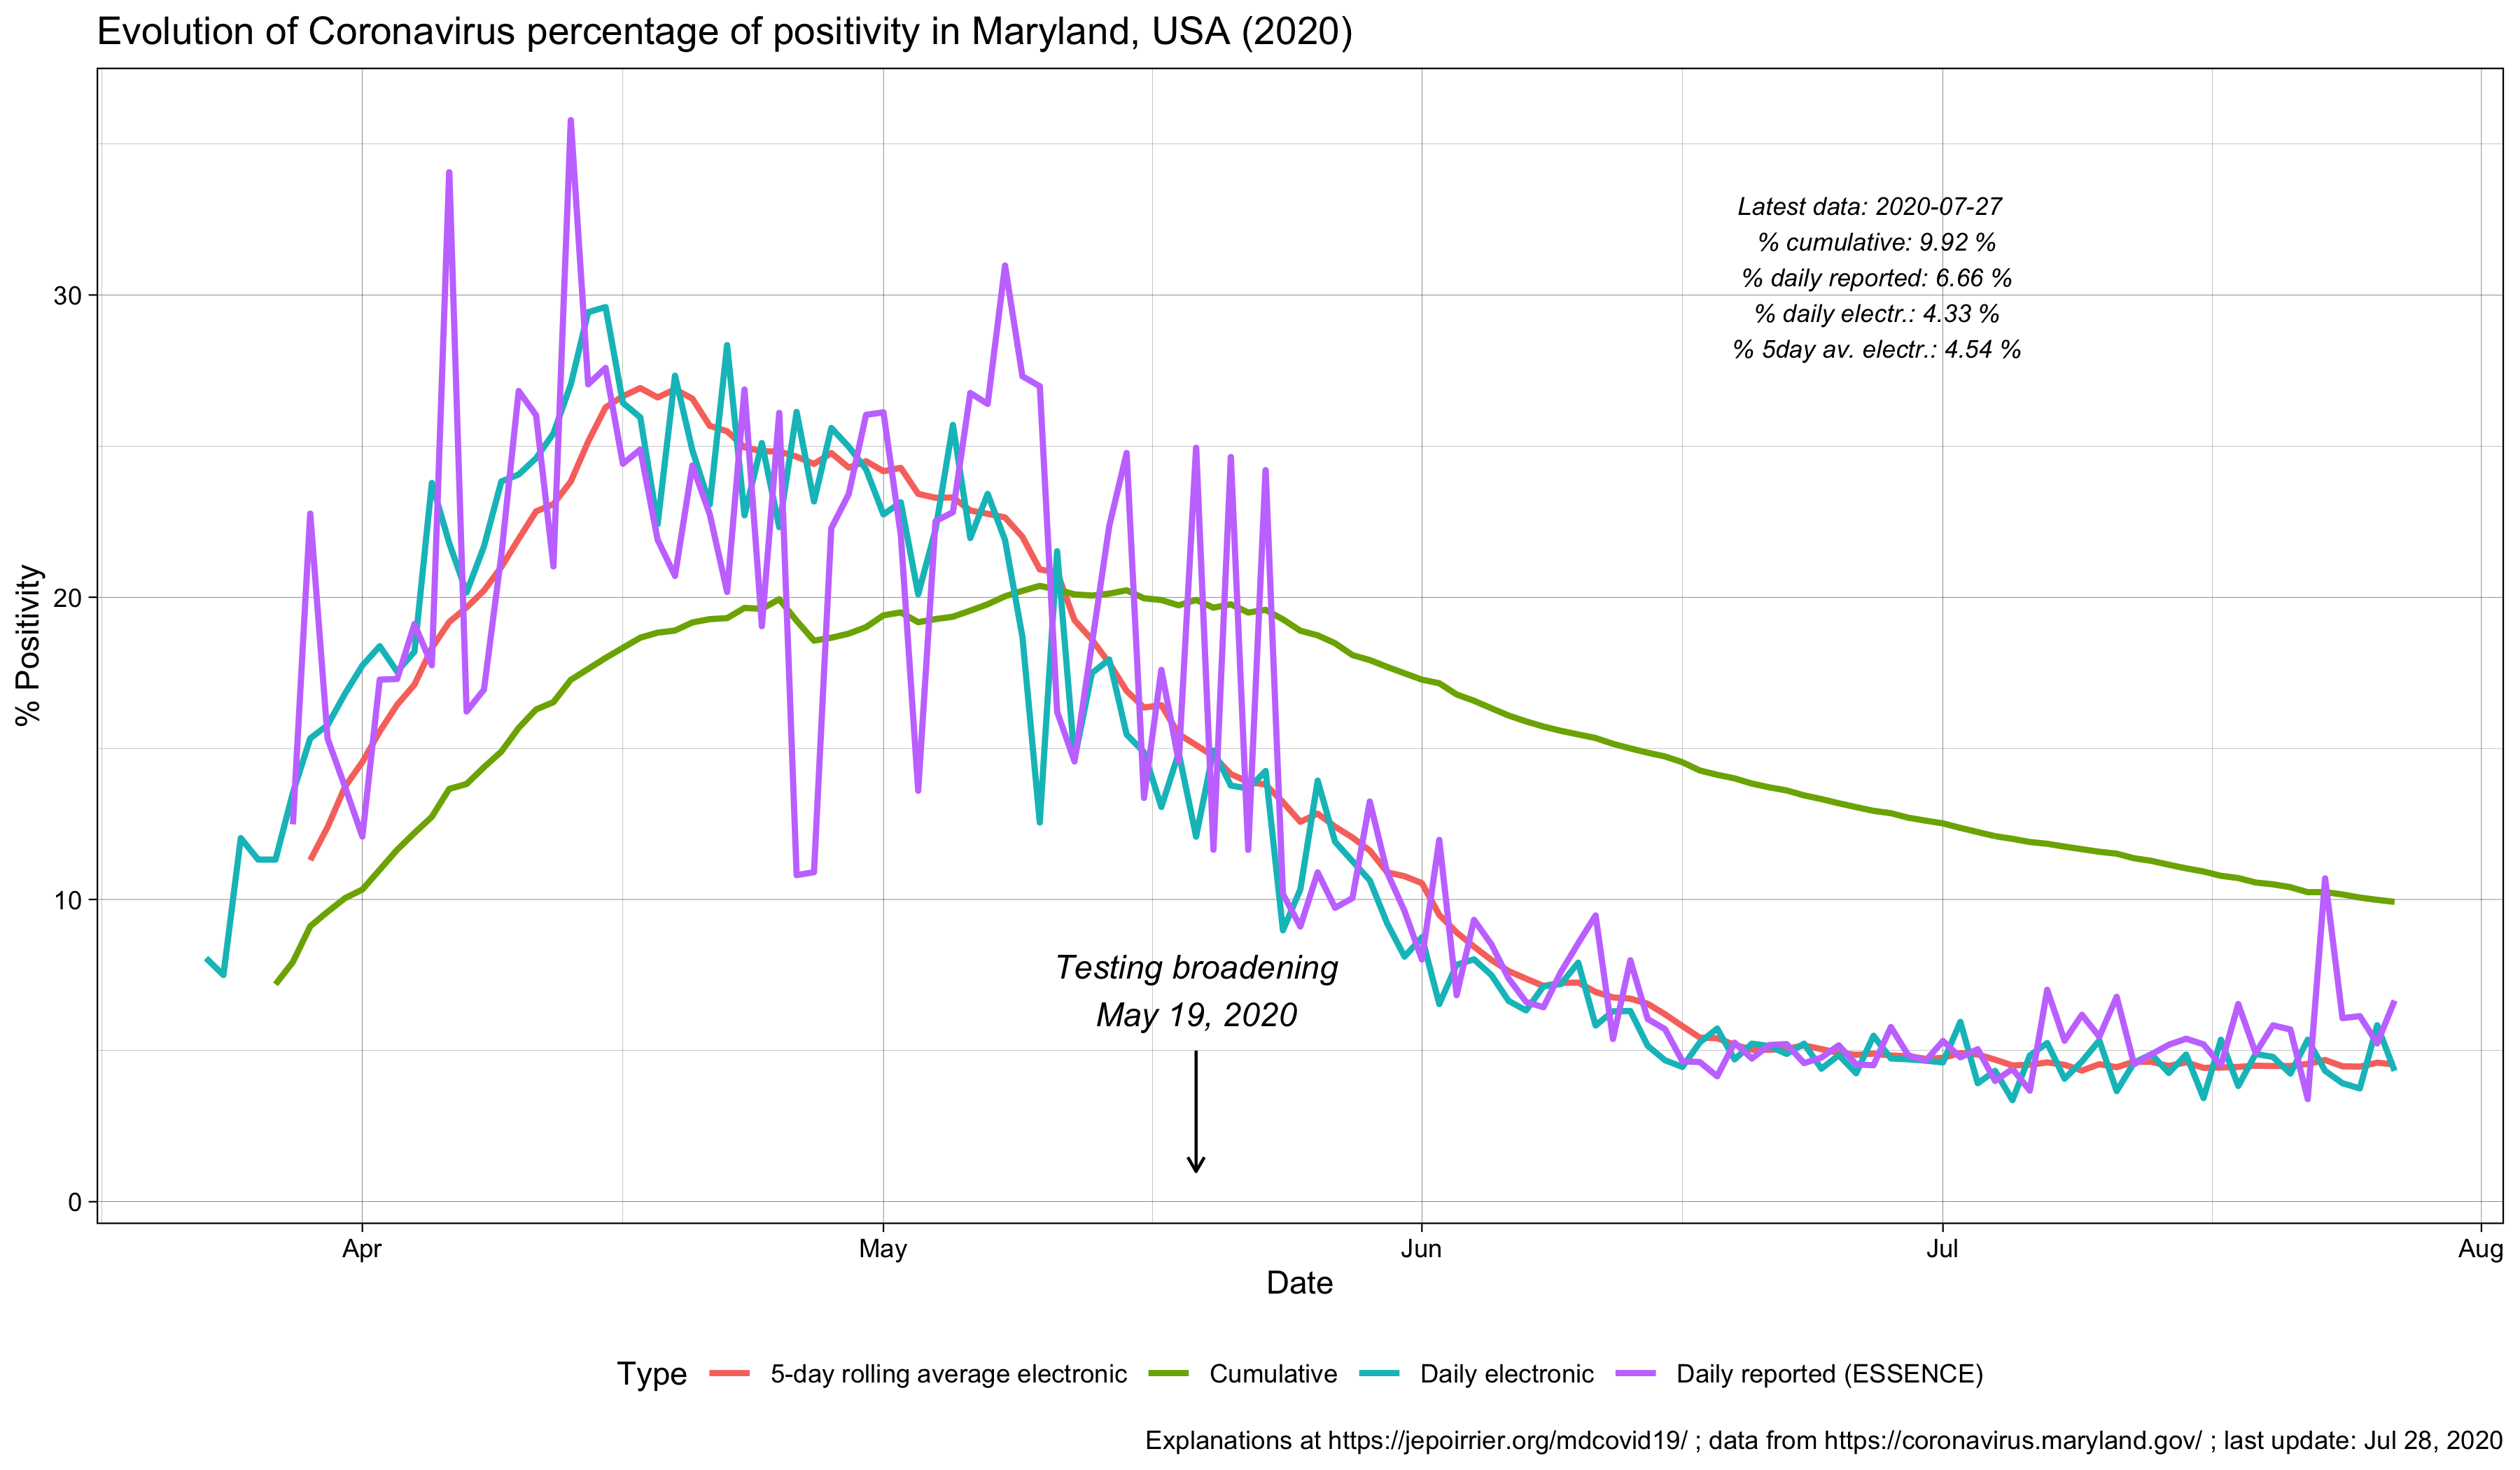 Evolution of Coronavirus percentage of positivity in Maryland, USA (2020)
Latest data: 2020-07-27
% cumulative: 9.92 %
% daily reported: 6.66 %
% daily electr.: 4.33 %
% 5day av. electr.: 4.54 %
30
20
10
0
% Positivity
Testing broadening
May 19, 2020
Apr May Jun Jul Aug
Date
Type 5-day rolling average electronic Cumulative Daily electronic Daily reported (ESSENCE)
Explanations at https://jepoirrier.org/mdcovid19/ ; data from https://coronavirus.maryland.gov/ ; last update: Jul 28, 2020